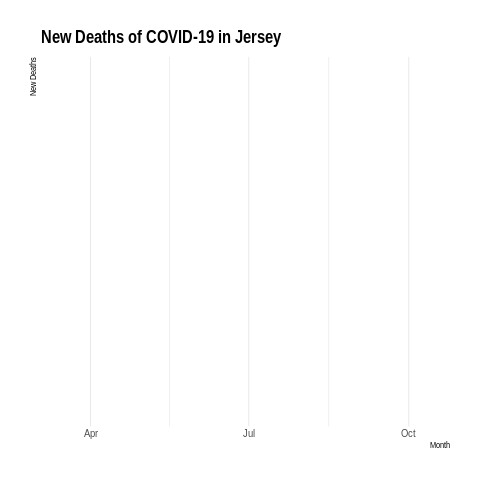 New Deaths of COVID-19 in Jersey
New Deaths
Apr
Jul
Oct
Month